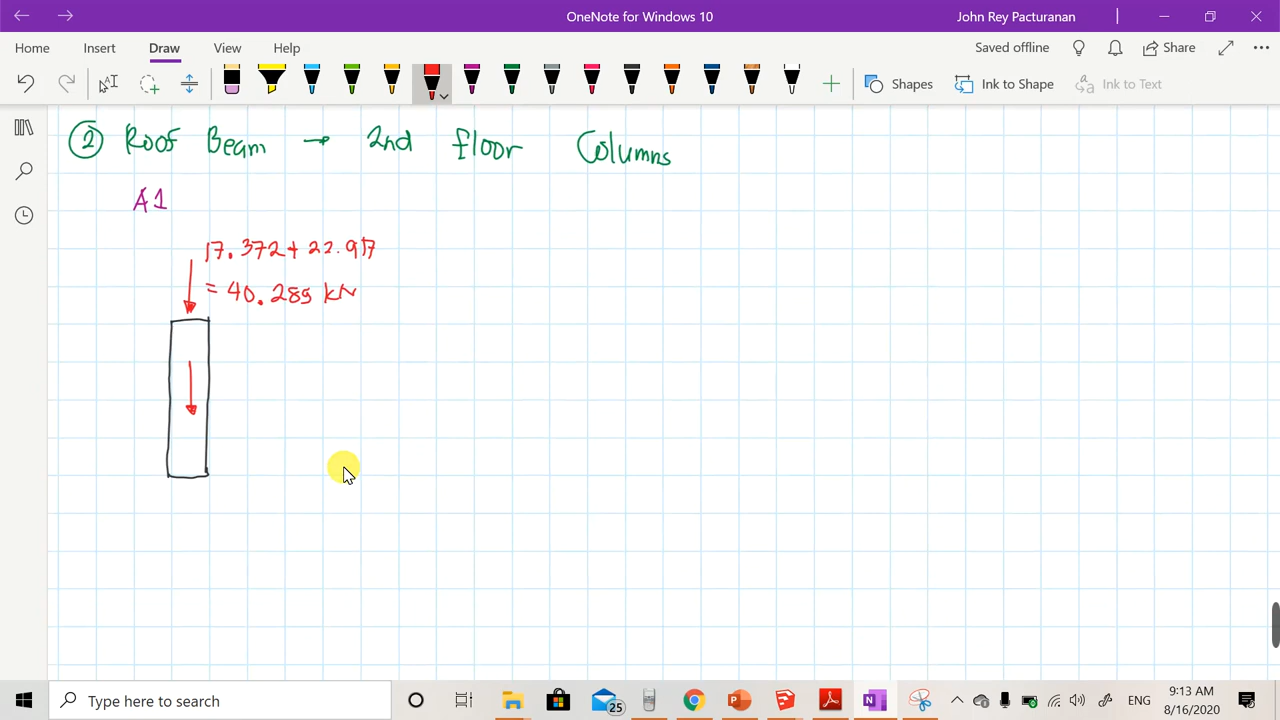 OneNote for Windows 10
John Rey Pacturanan
Home Insert Draw View Help
Saved offline
Share
Shapes
Ink to Shape
Ink to Text
② Roof Beam → 2nd floor Columns
A1
17.372 + 22.917
= 40.289 kN
Type here to search
25
ENG
9:13 AM
8/16/2020